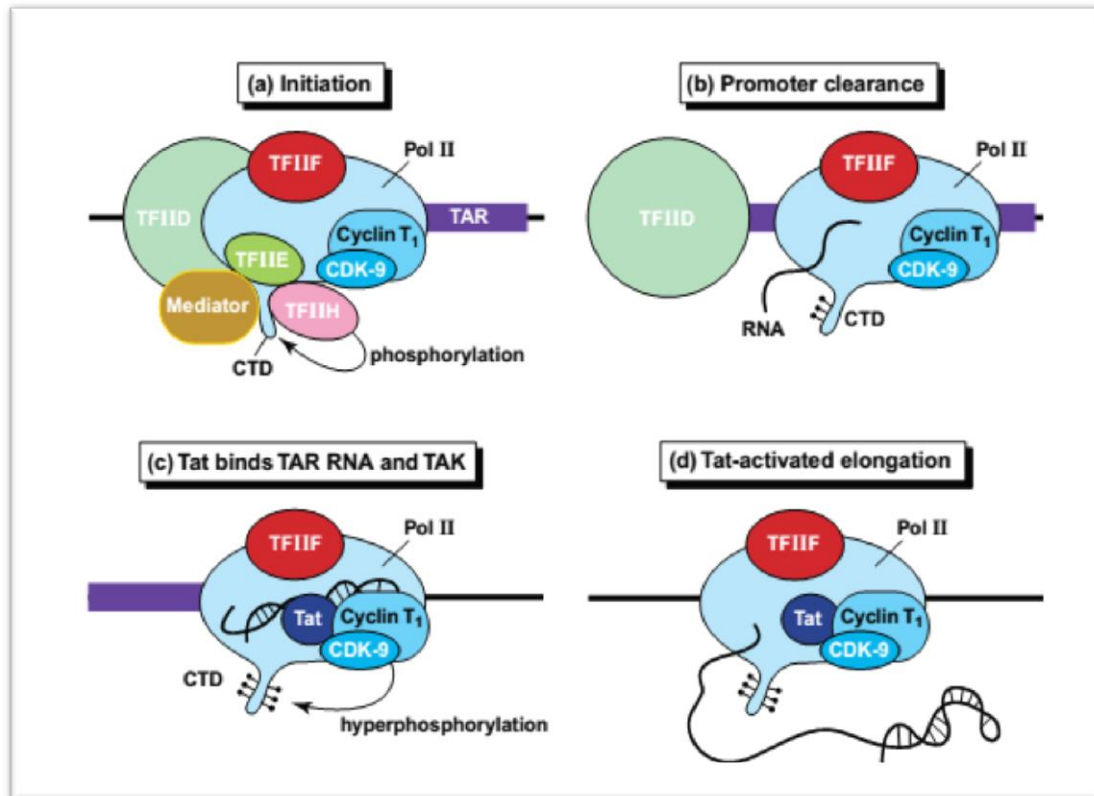 (a) Initiation
TFIIF
Pol II
TFIID
TAR
Cyclin T1
TFIIE
CDK-9
Mediator
TFIIH
CTD
phosphorylation
(b) Promoter clearance
TFIIF
Pol II
TFIID
Cyclin T1
CDK-9
RNA
CTD
(c) Tat binds TAR RNA and TAK
TFIIF
Pol II
Tat
Cyclin T1
CDK-9
CTD
hyperphosphorylation
(d) Tat-activated elongation
TFIIF
Pol II
Tat
Cyclin T1
CDK-9
CTD